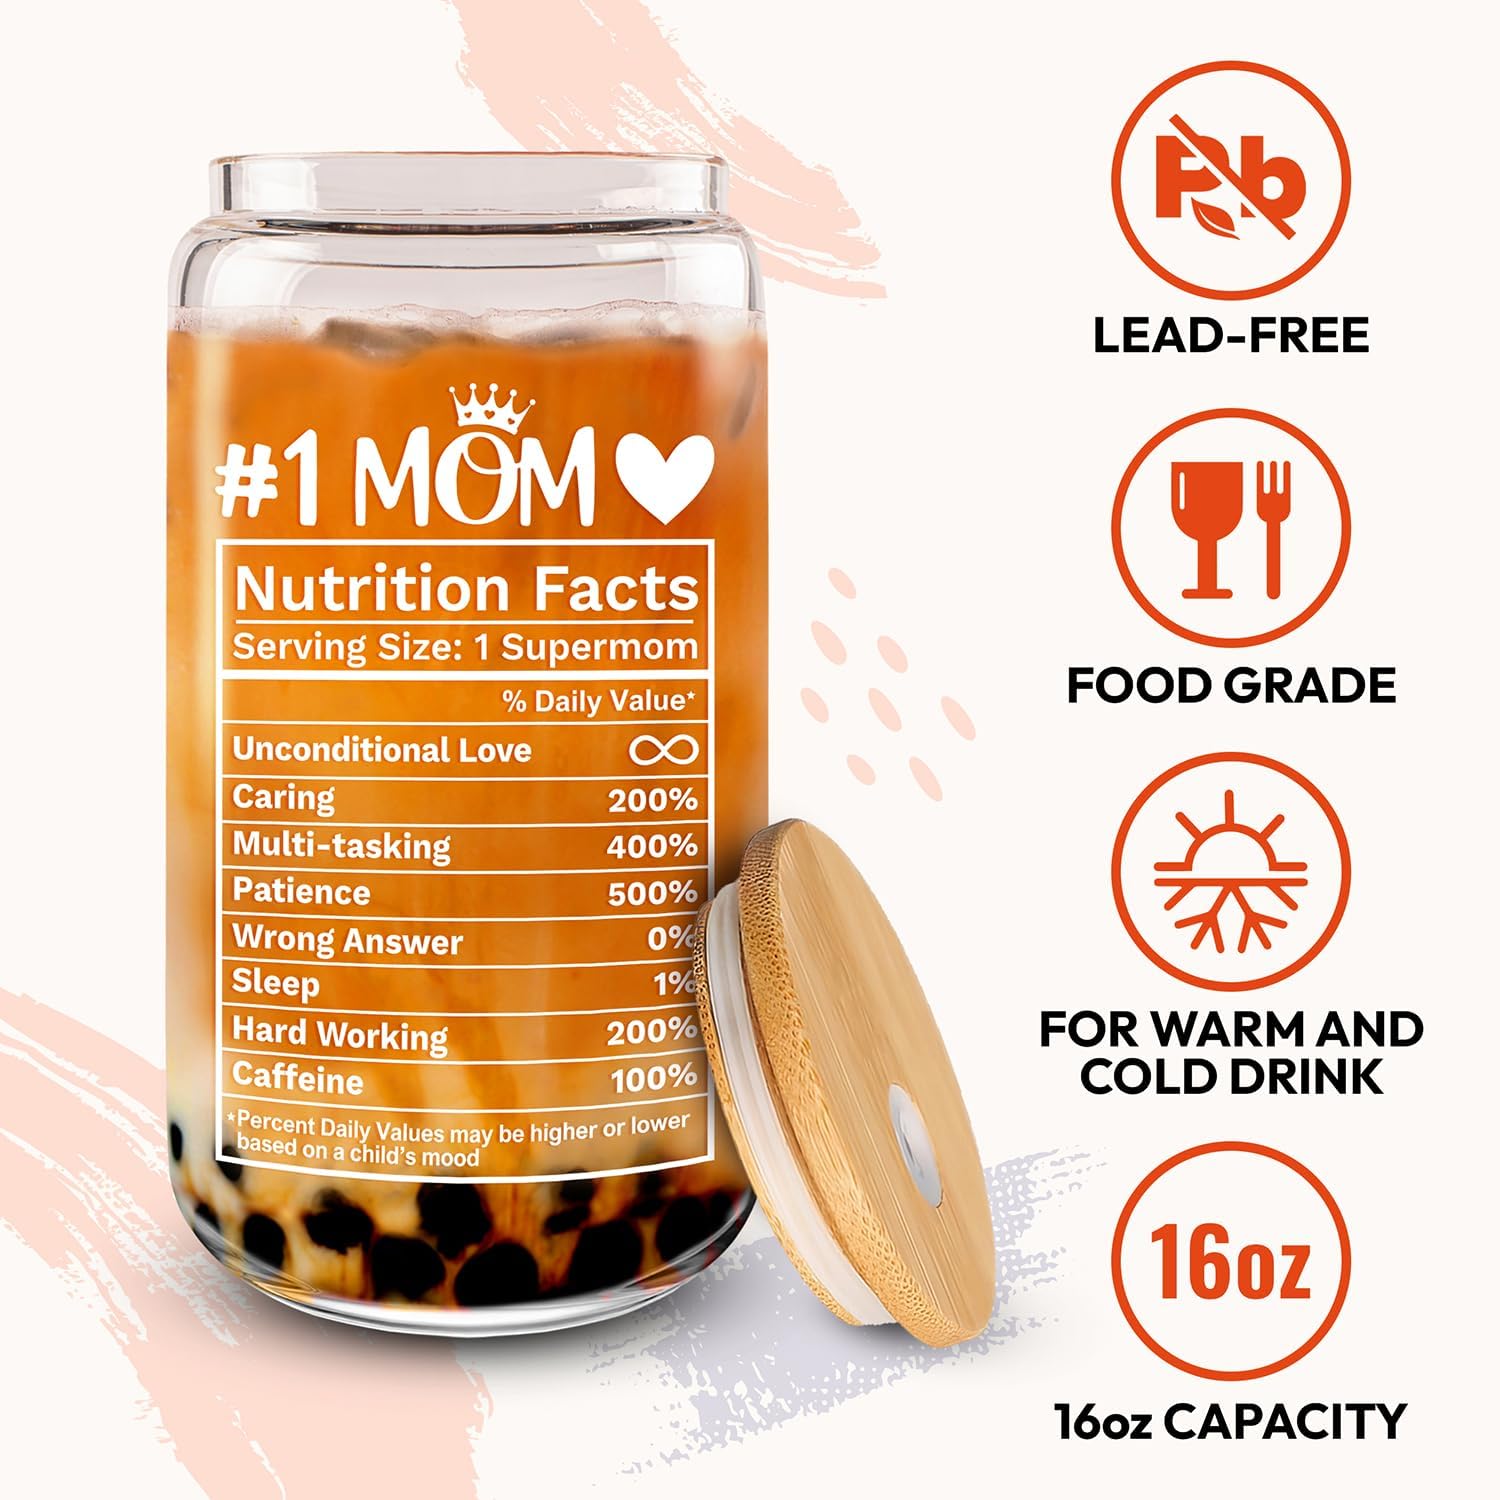 #1 MOM
Nutrition Facts
Serving Size: 1 Supermom
% Daily Value*
Unconditional Love ∞
Caring 200%
Multi-tasking 400%
Patience 500%
Wrong Answer 0%
Sleep 1%
Hard Working 200%
Caffeine 100%
*Percent Daily Values may be higher or lower
based on a child's mood
Pb
LEAD-FREE
FOOD GRADE
FOR WARM AND
COLD DRINK
16oz
16oz CAPACITY